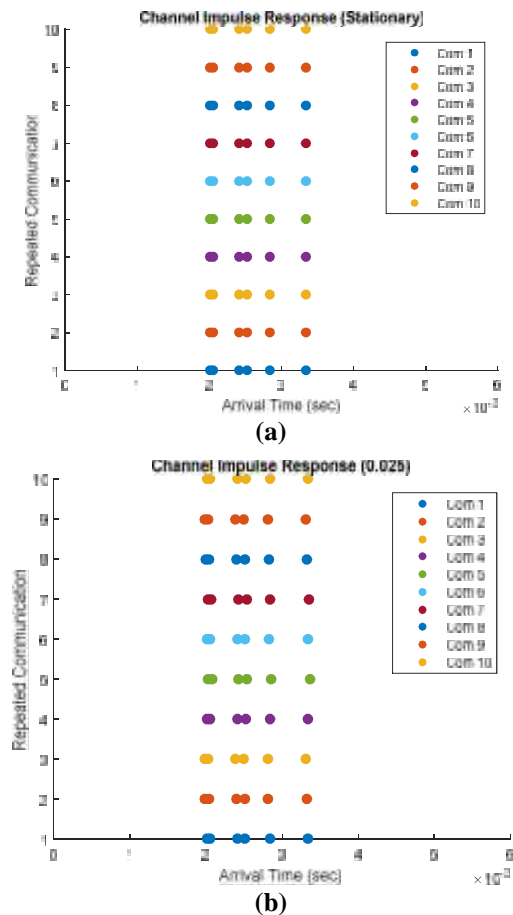 Channel Impulse Response (Stationary)
10
9
8
7
6
5
4
3
2
1
Repeated Communication
Com 1
Com 2
Com 3
Com 4
Com 5
Com 6
Com 7
Com 8
Com 9
Com 10
0 1 2 3 4 5 6
Arrival Time (sec)
(a)
Channel Impulse Response (0.025)
10
9
8
7
6
5
4
3
2
1
Repeated Communication
Com 1
Com 2
Com 3
Com 4
Com 5
Com 6
Com 7
Com 8
Com 9
Com 10
0 1 2 3 4 5 6
Arrival Time (sec)
(b)